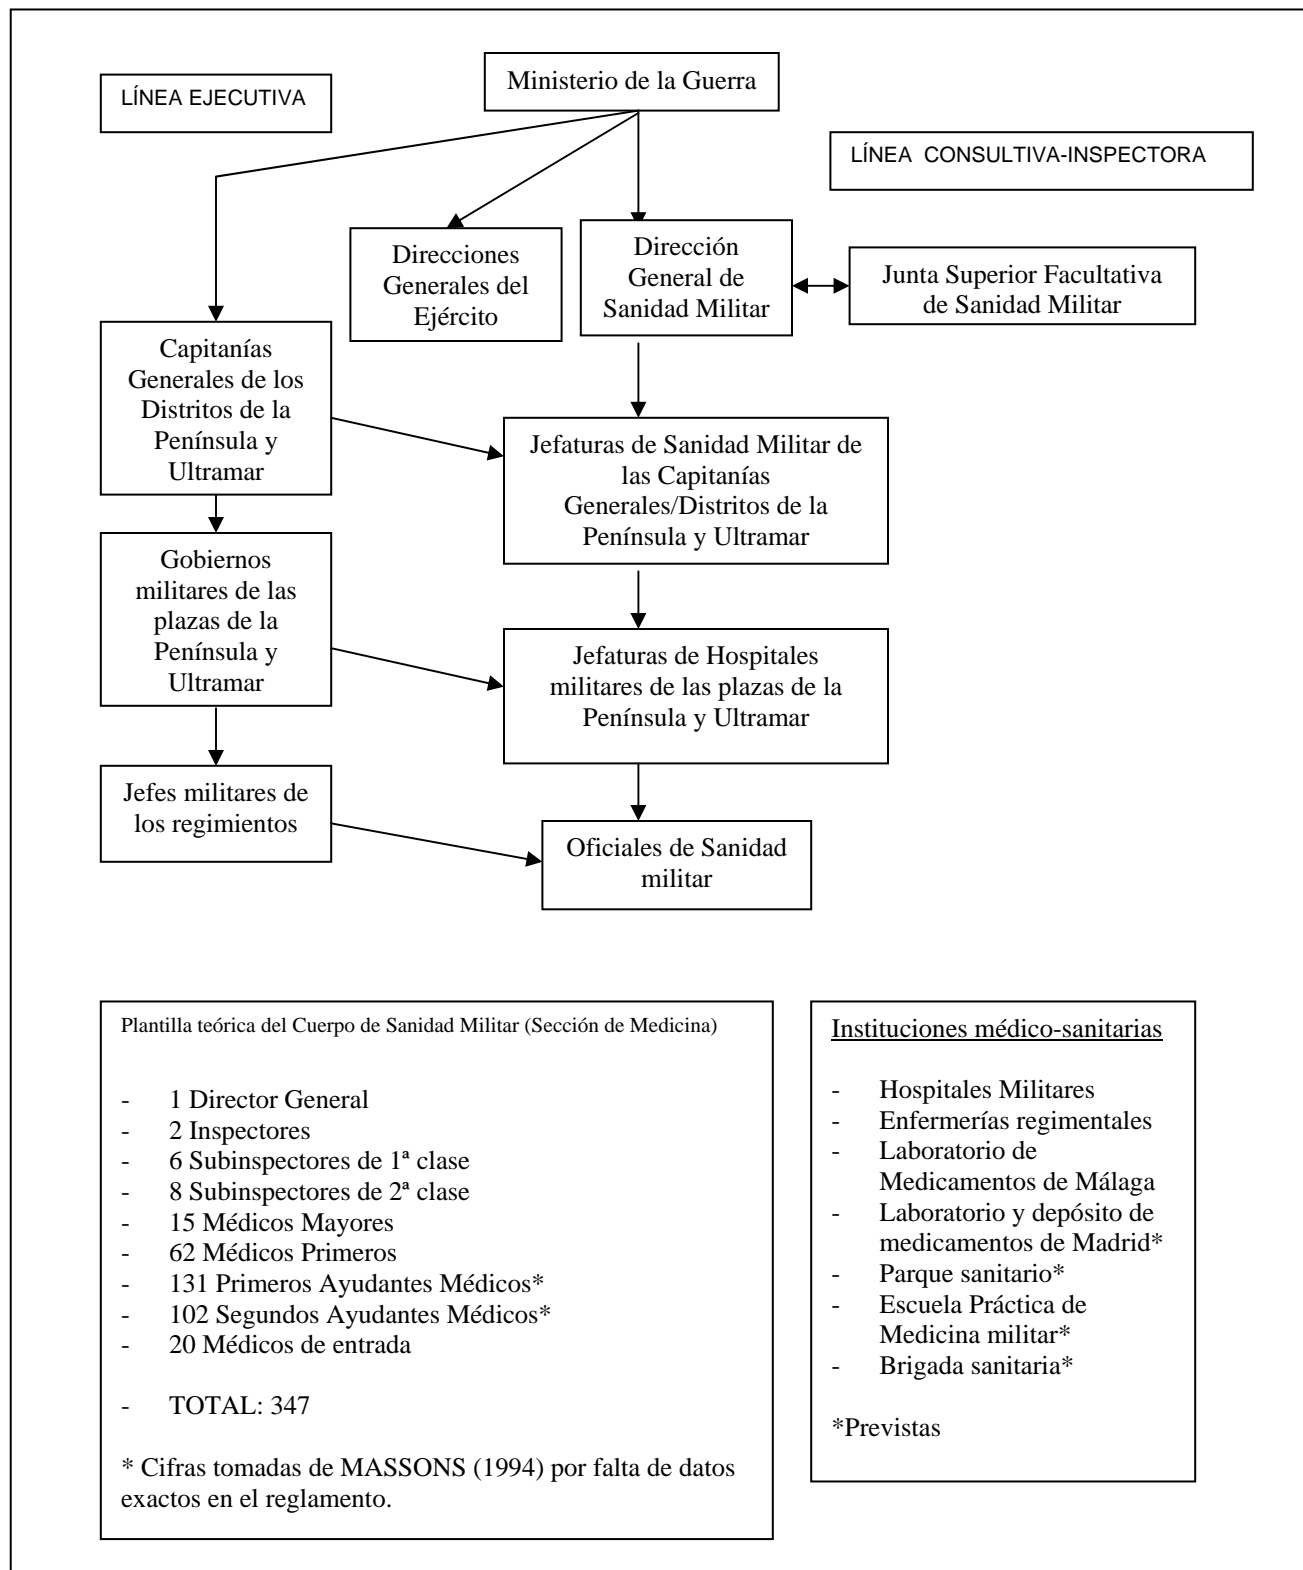 Ministerio de la Guerra
LÍNEA EJECUTIVA
LÍNEA CONSULTIVA-INSPECTORA
Direcciones
Generales del
Ejército
Dirección
General de
Sanidad Militar
Junta Superior Facultativa
de Sanidad Militar
Capitanías
Generales de los
Distritos de la
Península y
Ultramar
Jefaturas de Sanidad Militar de
las Capitanías
Generales/Distritos de la
Península y Ultramar
Gobiernos
militares de las
plazas de la
Península y
Ultramar
Jefaturas de Hospitales
militares de las plazas de la
Península y Ultramar
Jefes militares de
los regimientos
Oficiales de Sanidad
militar
Plantilla teórica del Cuerpo de Sanidad Militar (Sección de Medicina)
- 1 Director General
- 2 Inspectores
- 6 Subinspectores de 1ª clase
- 8 Subinspectores de 2ª clase
- 15 Médicos Mayores
- 62 Médicos Primeros
- 131 Primeros Ayudantes Médicos*
- 102 Segundos Ayudantes Médicos*
- 20 Médicos de entrada
- TOTAL: 347
* Cifras tomadas de MASSONS (1994) por falta de datos
exactos en el reglamento.
Instituciones médico-sanitarias
- Hospitales Militares
- Enfermerías regimentales
- Laboratorio de
Medicamentos de Málaga
- Laboratorio y depósito de
medicamentos de Madrid*
- Parque sanitario*
- Escuela Práctica de
Medicina militar*
- Brigada sanitaria*
*Previstas